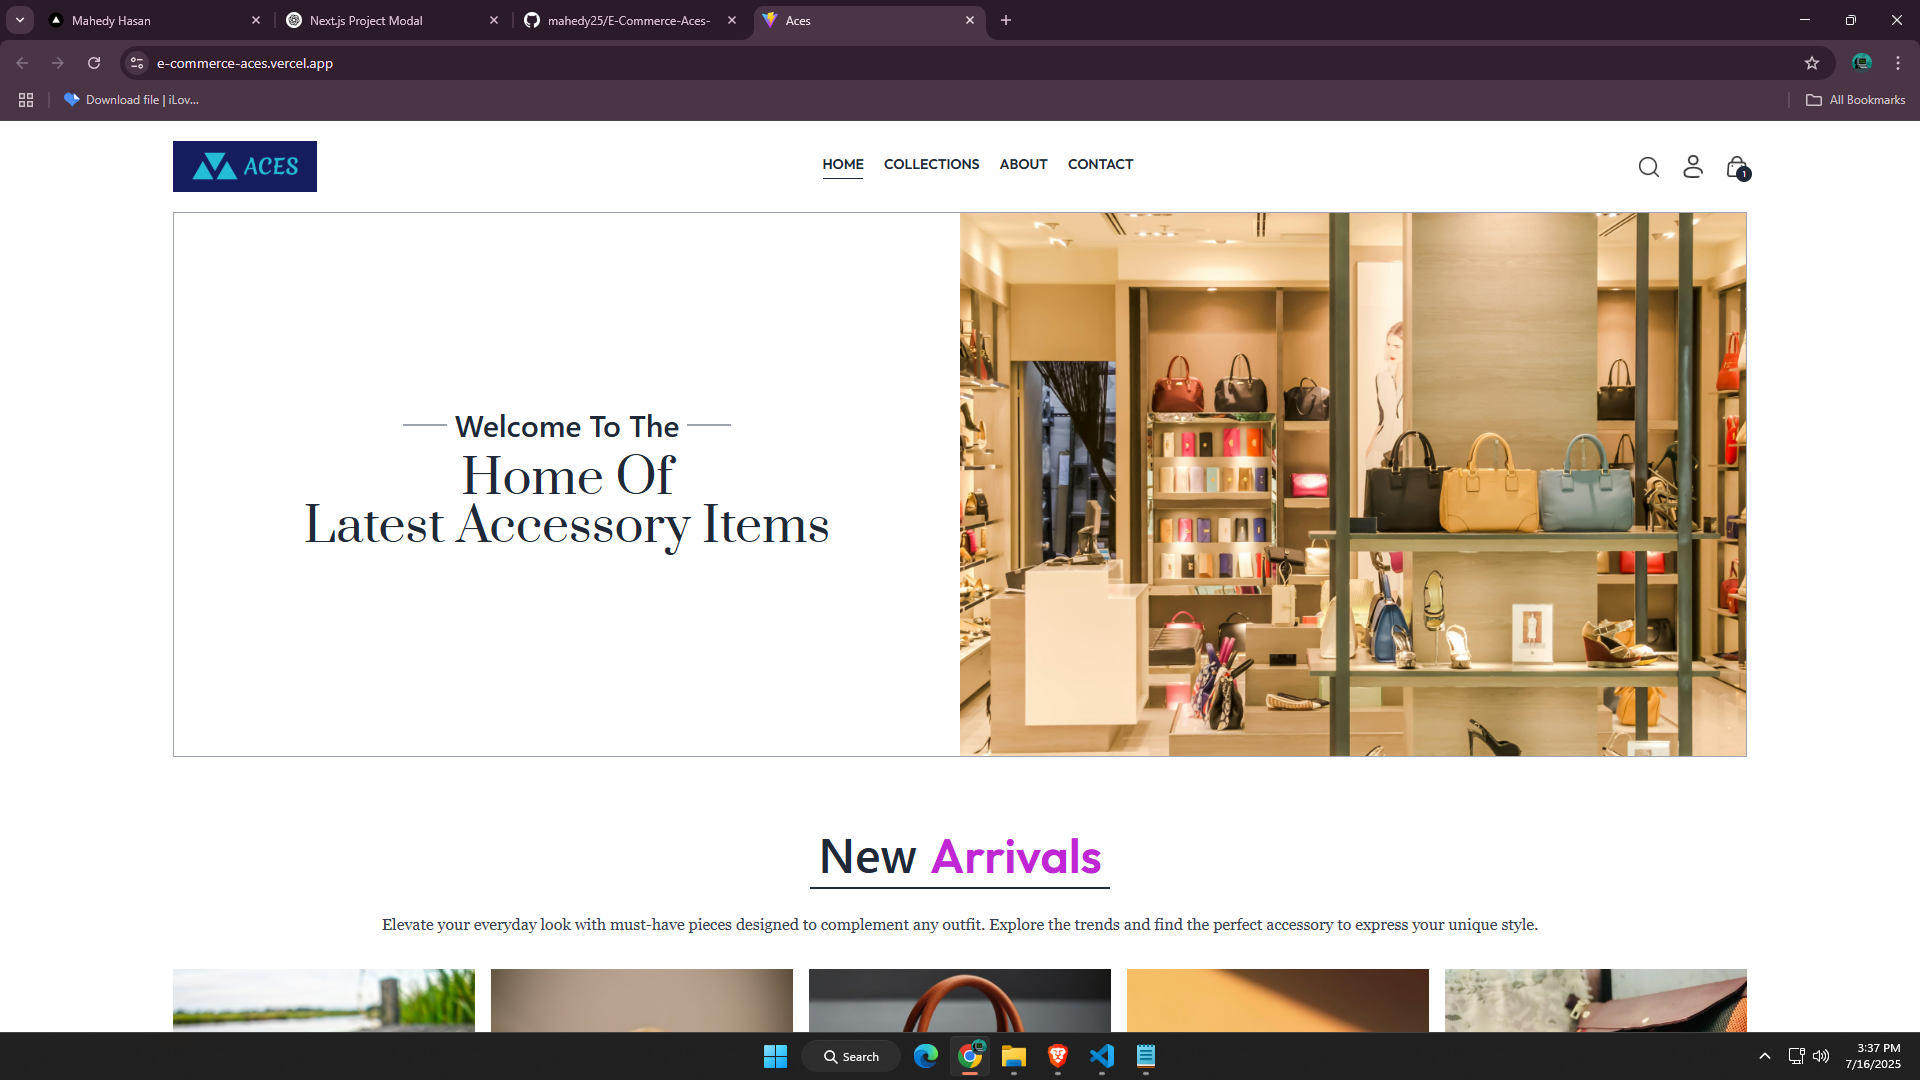 Mahedy Hasan
Next.js Project Modal
mahedy25/E-Commerce-Aces-
Aces
e-commerce-aces.vercel.app
Download file | iLov...
All Bookmarks
ACES
HOME
COLLECTIONS
ABOUT
CONTACT
1
Welcome To The
Home Of
Latest Accessory Items
New Arrivals
Elevate your everyday look with must-have pieces designed to complement any outfit. Explore the trends and find the perfect accessory to express your unique style.
Search
3:37 PM
7/16/2025